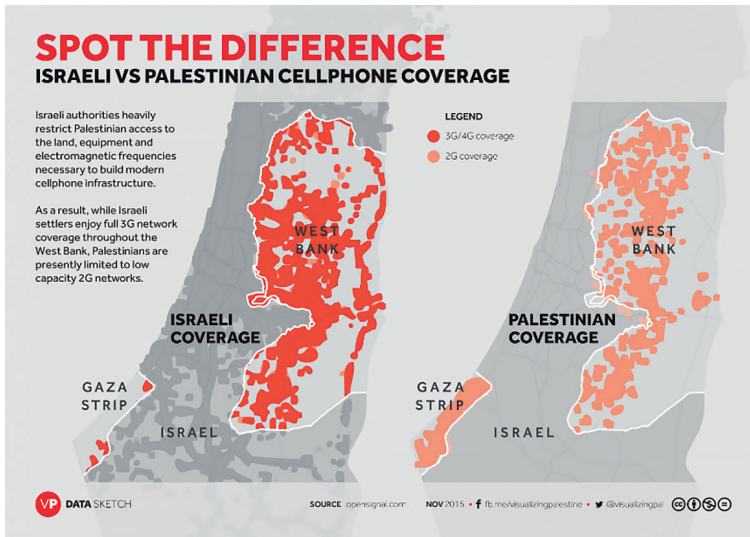 SPOT THE DIFFERENCE
ISRAELI VS PALESTINIAN CELLPHONE COVERAGE
Israeli authorities heavily
restrict Palestinian access to
the land, equipment and
electromagnetic frequencies
necessary to build modern
cellphone infrastructure.
As a result, while Israeli
settlers enjoy full 3G network
coverage throughout the
West Bank, Palestinians are
presently limited to low
capacity 2G networks.
LEGEND
3G/4G coverage
2G coverage
WEST
BANK
ISRAELI
COVERAGE
GAZA
STRIP
ISRAEL
WEST
BANK
PALESTINIAN
COVERAGE
GAZA
STRIP
ISRAEL
VP DATA SKETCH
SOURCE opensignal.com NOV 2015 • f fb.me/visualizingpalestine • @visualizingpal cc